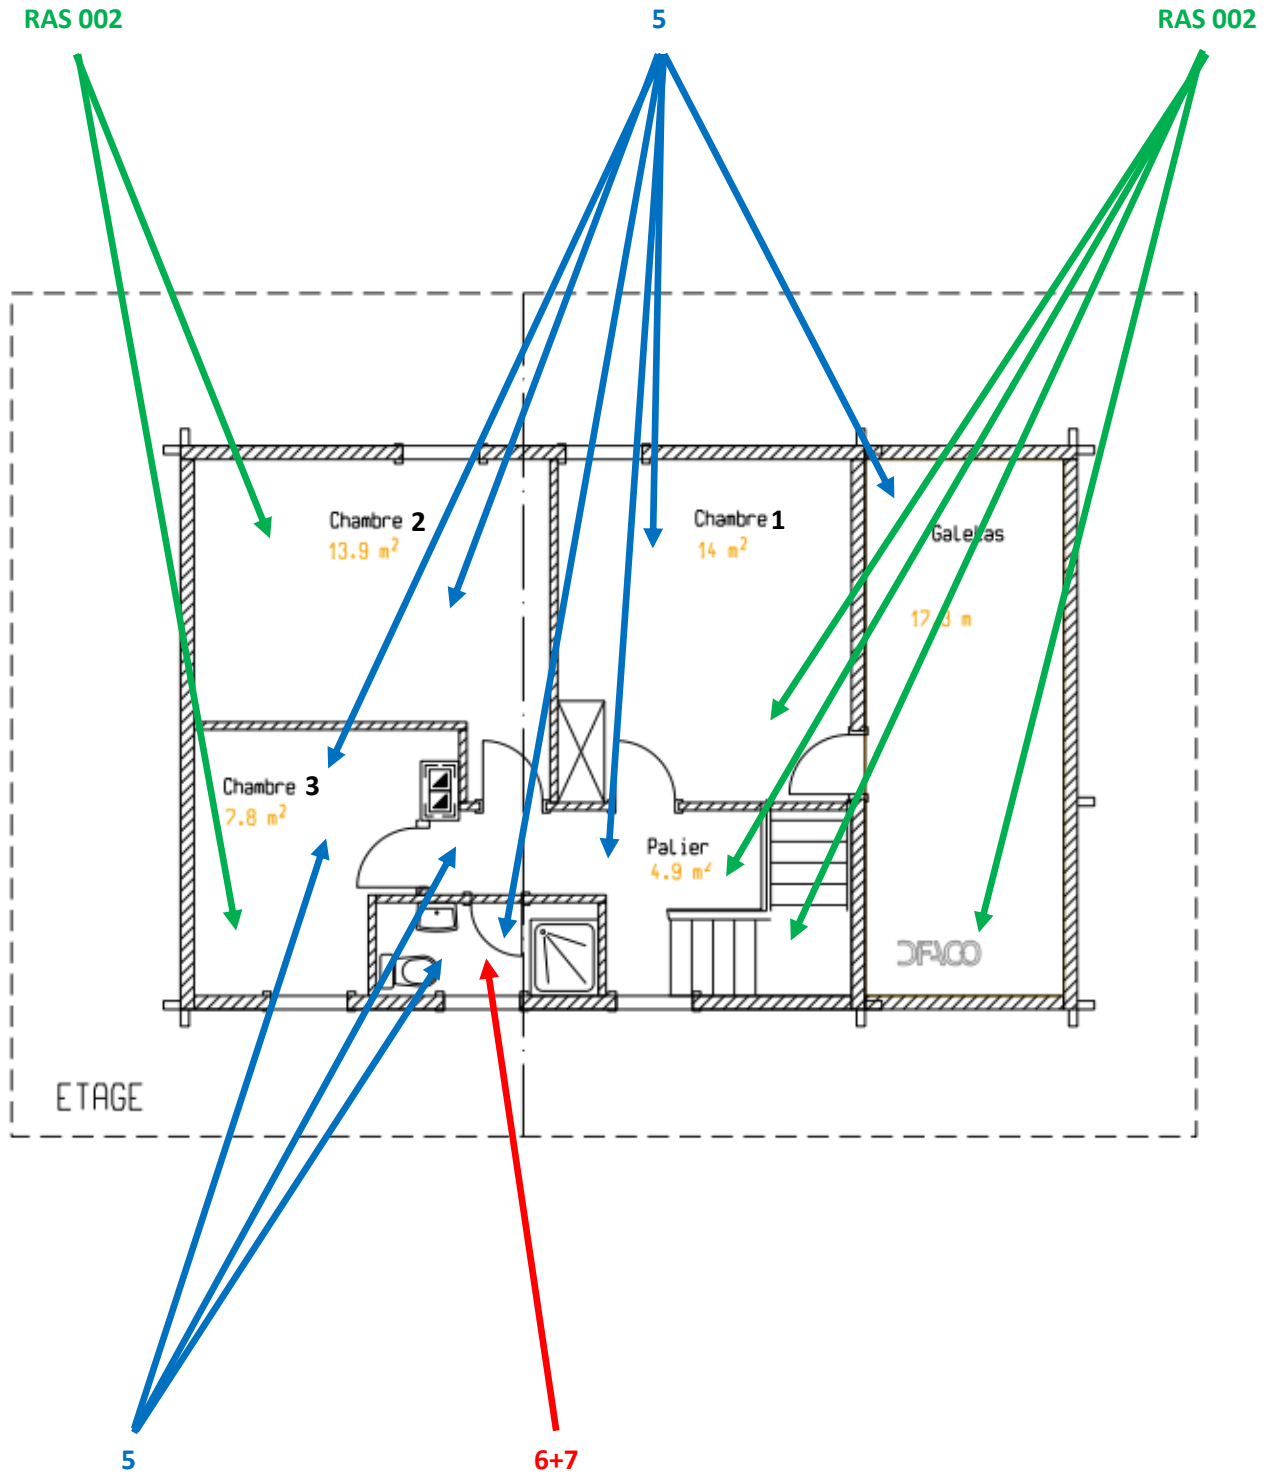 RAS 002 5 RAS 002
Chambre 2
13.9 m²
Chambre 1
14 m²
Galetas
Chambre 3
7.8 m²
Palier
4.9 m²
ETAGE
5 6+7